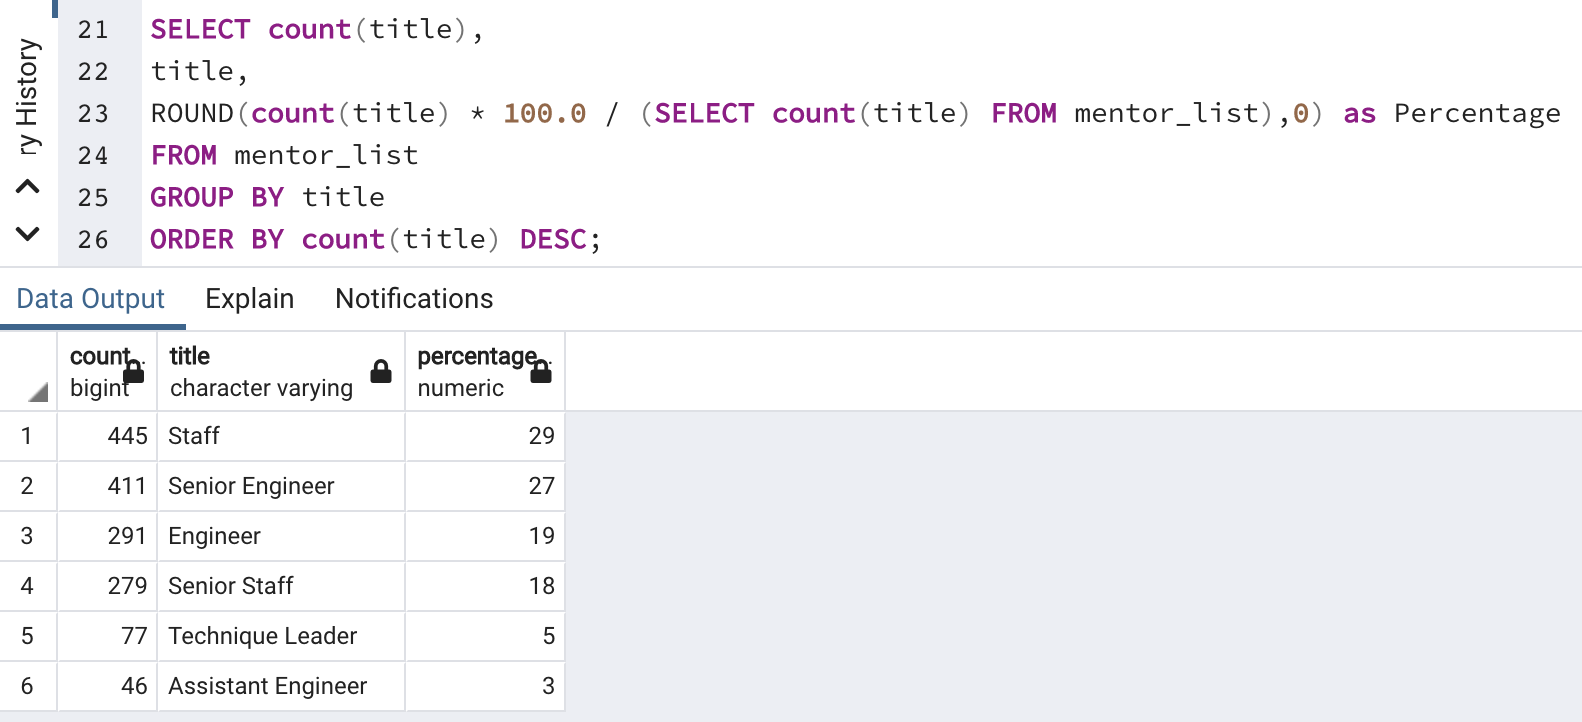 ry History
21 SELECT count(title),
22 title,
23 ROUND(count(title) * 100.0 / (SELECT count(title) FROM mentor_list),0) as Percentage
24 FROM mentor_list
25 GROUP BY title
26 ORDER BY count(title) DESC;
Data Output Explain Notifications
count.. title percentage..
bigint character varying numeric
1 445 Staff 29
2 411 Senior Engineer 27
3 291 Engineer 19
4 279 Senior Staff 18
5 77 Technique Leader 5
6 46 Assistant Engineer 3